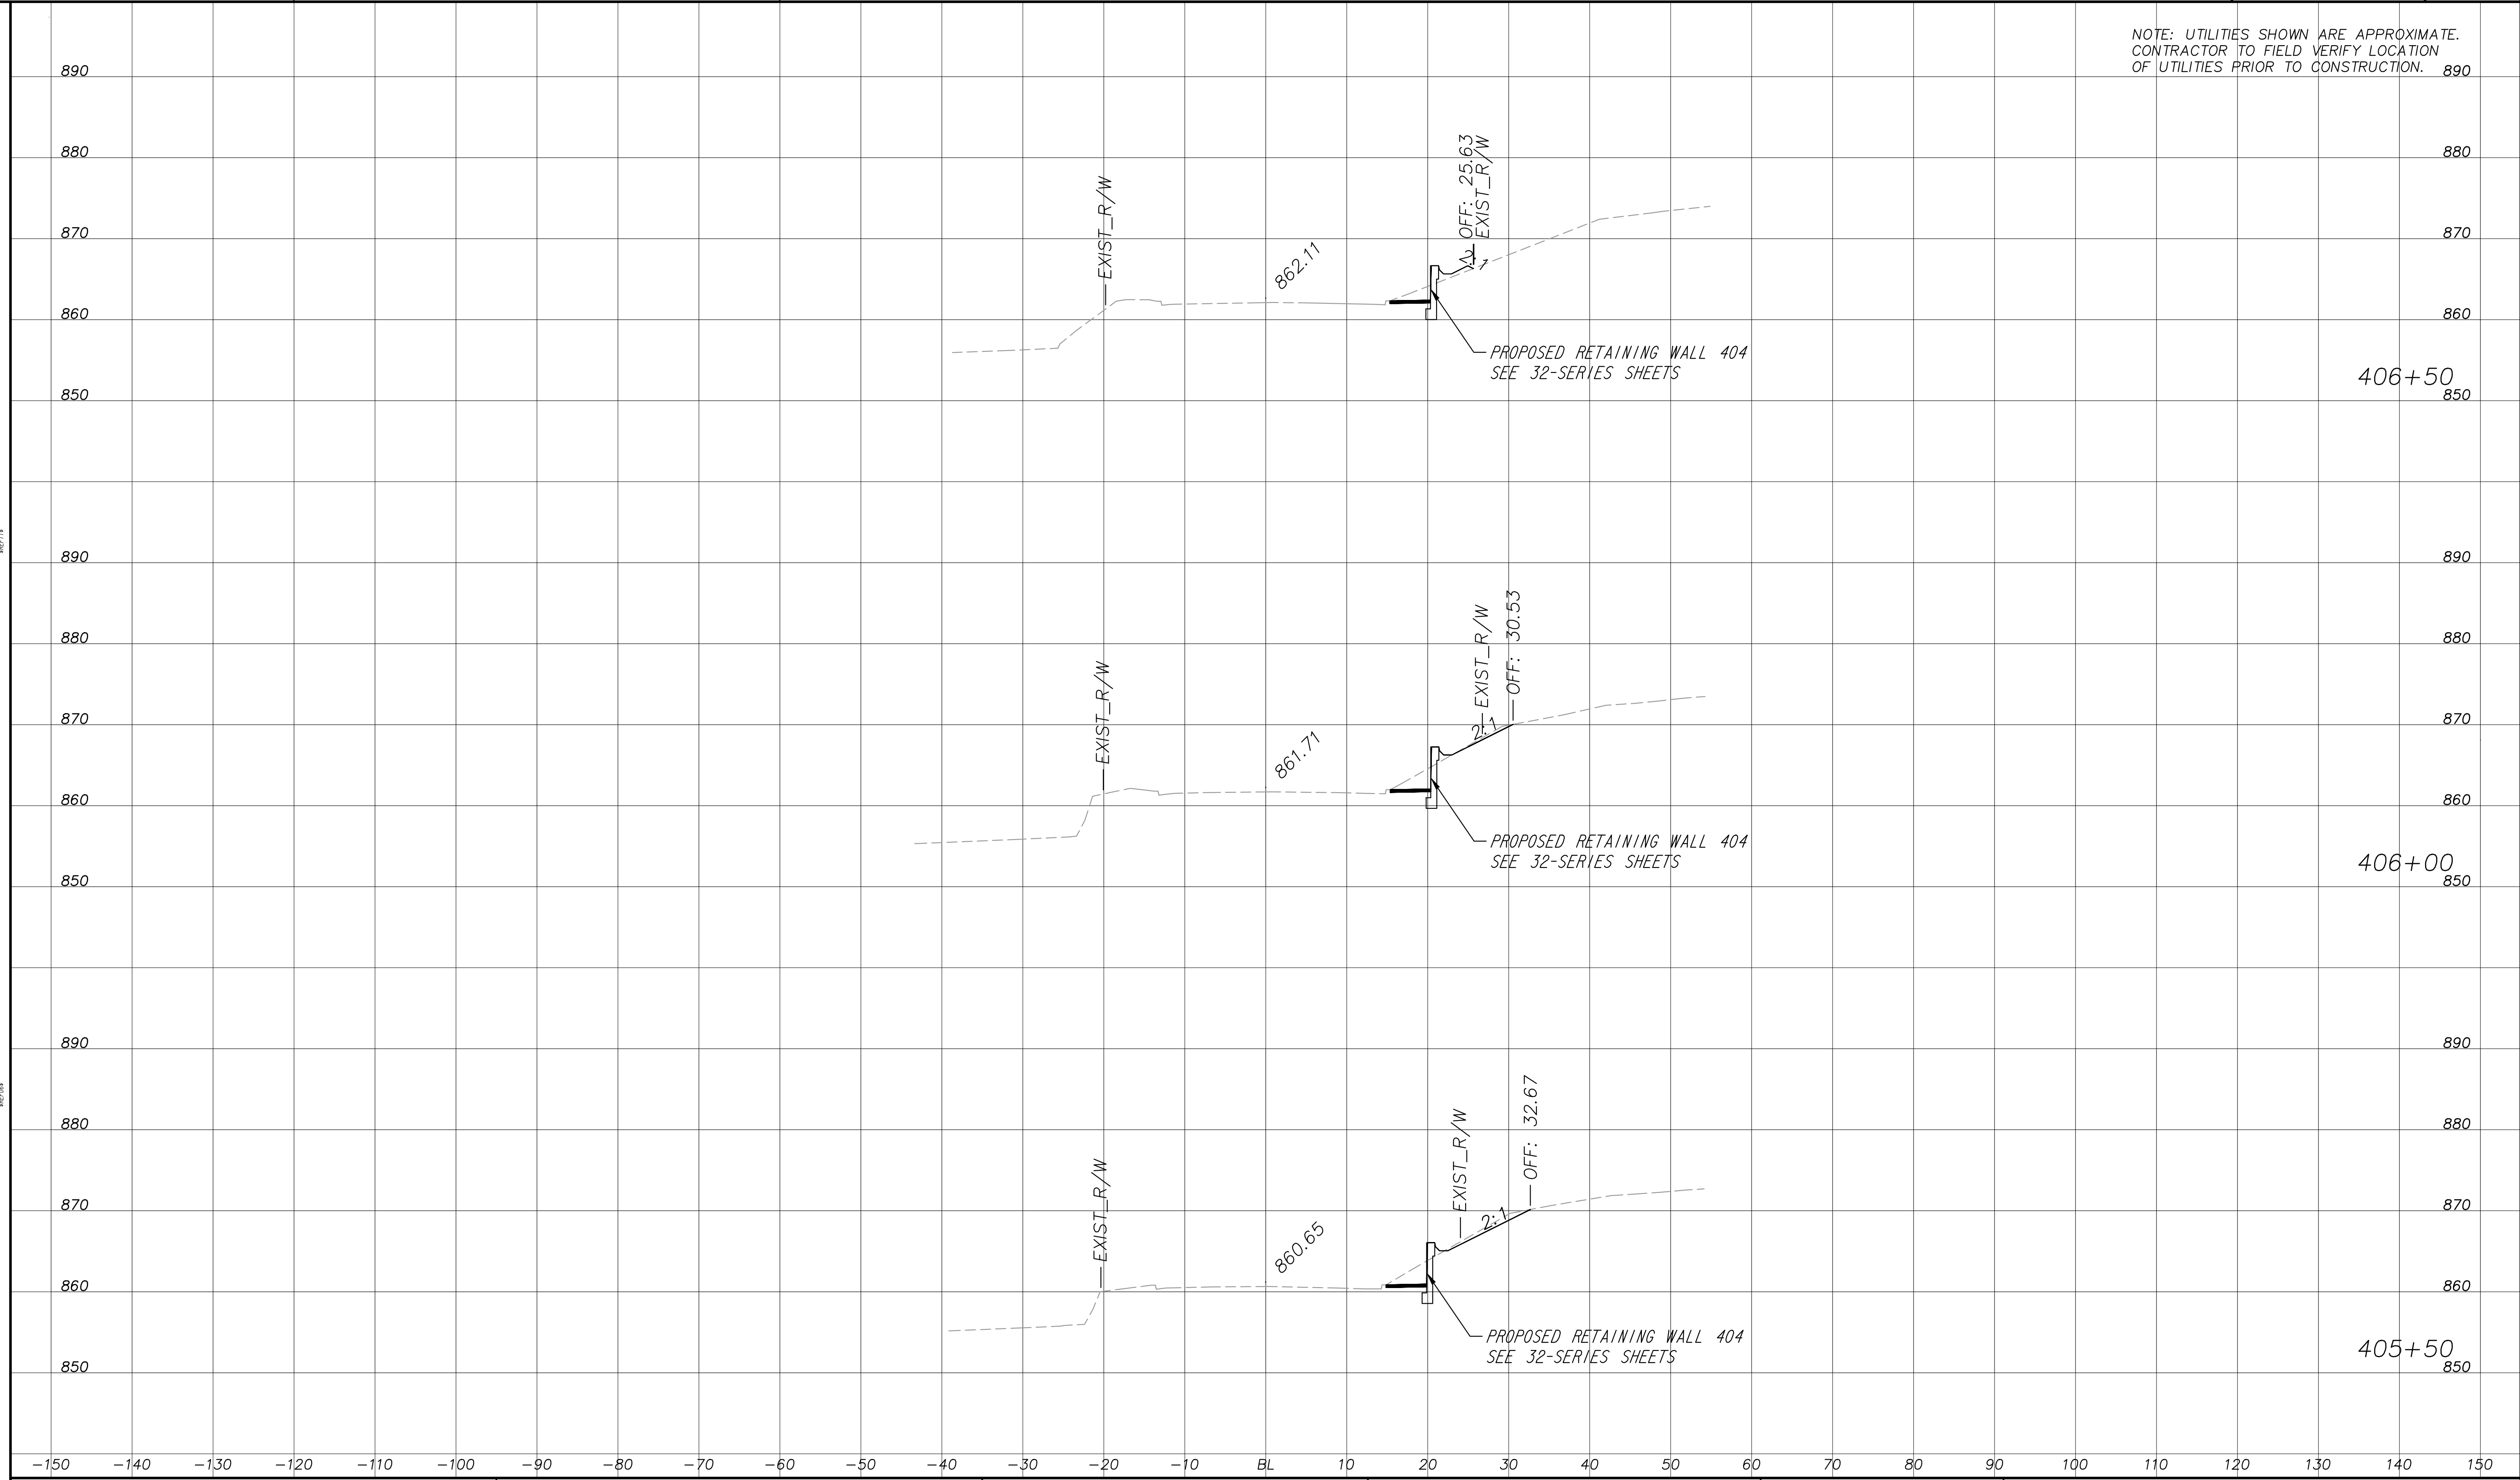 NOTE: UTILITIES SHOWN ARE APPROXIMATE.
CONTRACTOR TO FIELD VERIFY LOCATION
OF UTILITIES PRIOR TO CONSTRUCTION.
890 890
880 880
870 870
860 860
850 850
EXIST_R/W
862.11
OFF: 25.63
EXIST_R/W
2:1
PROPOSED RETAINING WALL 404
SEE 32-SERIES SHEETS
406+50
890 890
880 880
870 870
860 860
850 850
EXIST_R/W
861.71
EXIST_R/W
OFF: 30.53
2:1
PROPOSED RETAINING WALL 404
SEE 32-SERIES SHEETS
406+00
890 890
880 880
870 870
860 860
850 850
EXIST_R/W
860.65
EXIST_R/W
OFF: 32.67
2:1
PROPOSED RETAINING WALL 404
SEE 32-SERIES SHEETS
405+50
-150 -140 -130 -120 -110 -100 -90 -80 -70 -60 -50 -40 -30 -20 -10 BL 10 20 30 40 50 60 70 80 90 100 110 120 130 140 150